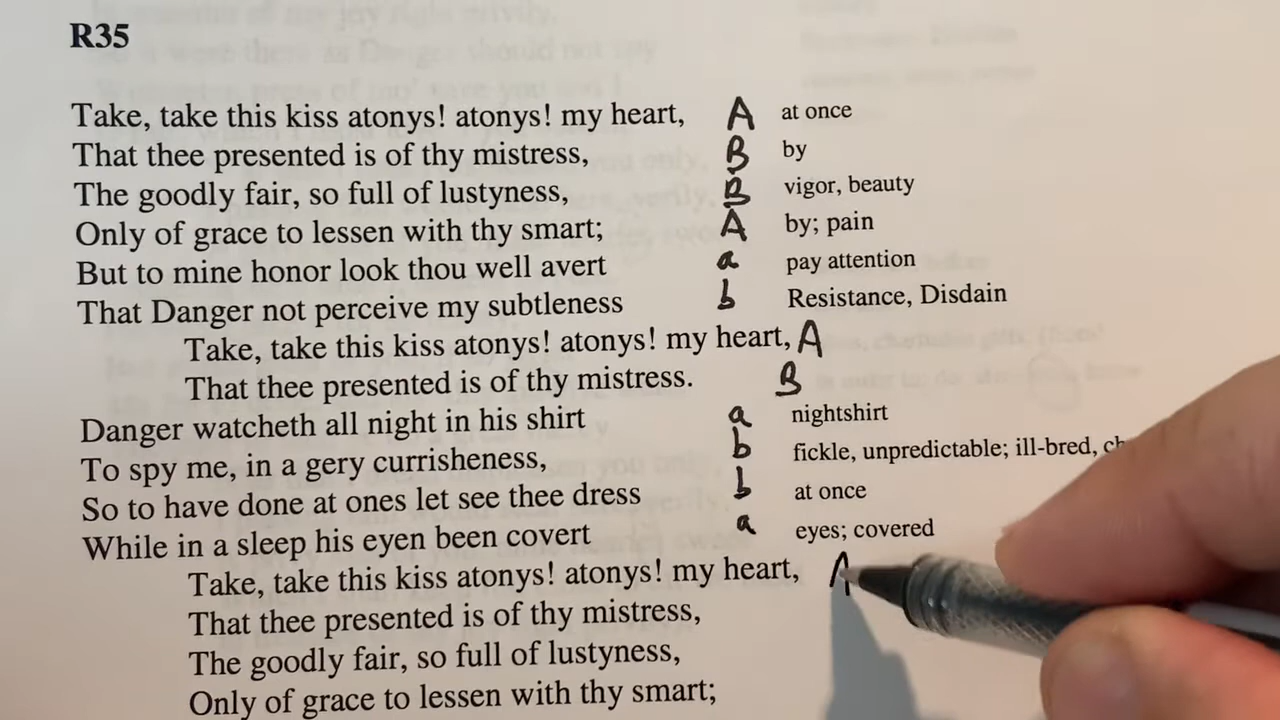 R35
Take, take this kiss atonys! atonys! my heart, A at once
That thee presented is of thy mistress, B by
The goodly fair, so full of lustyness, B vigor, beauty
Only of grace to lessen with thy smart; A by; pain
But to mine honor look thou well avert a pay attention
That Danger not perceive my subtleness b Resistance, Disdain
Take, take this kiss atonys! atonys! my heart, A
That thee presented is of thy mistress. B
Danger watcheth all night in his shirt a nightshirt
To spy me, in a gery currisheness, b fickle, unpredictable; ill-bred,
So to have done at ones let see thee dress b at once
While in a sleep his eyen been covert a eyes; covered
Take, take this kiss atonys! atonys! my heart, A
That thee presented is of thy mistress,
The goodly fair, so full of lustyness,
Only of grace to lessen with thy smart;